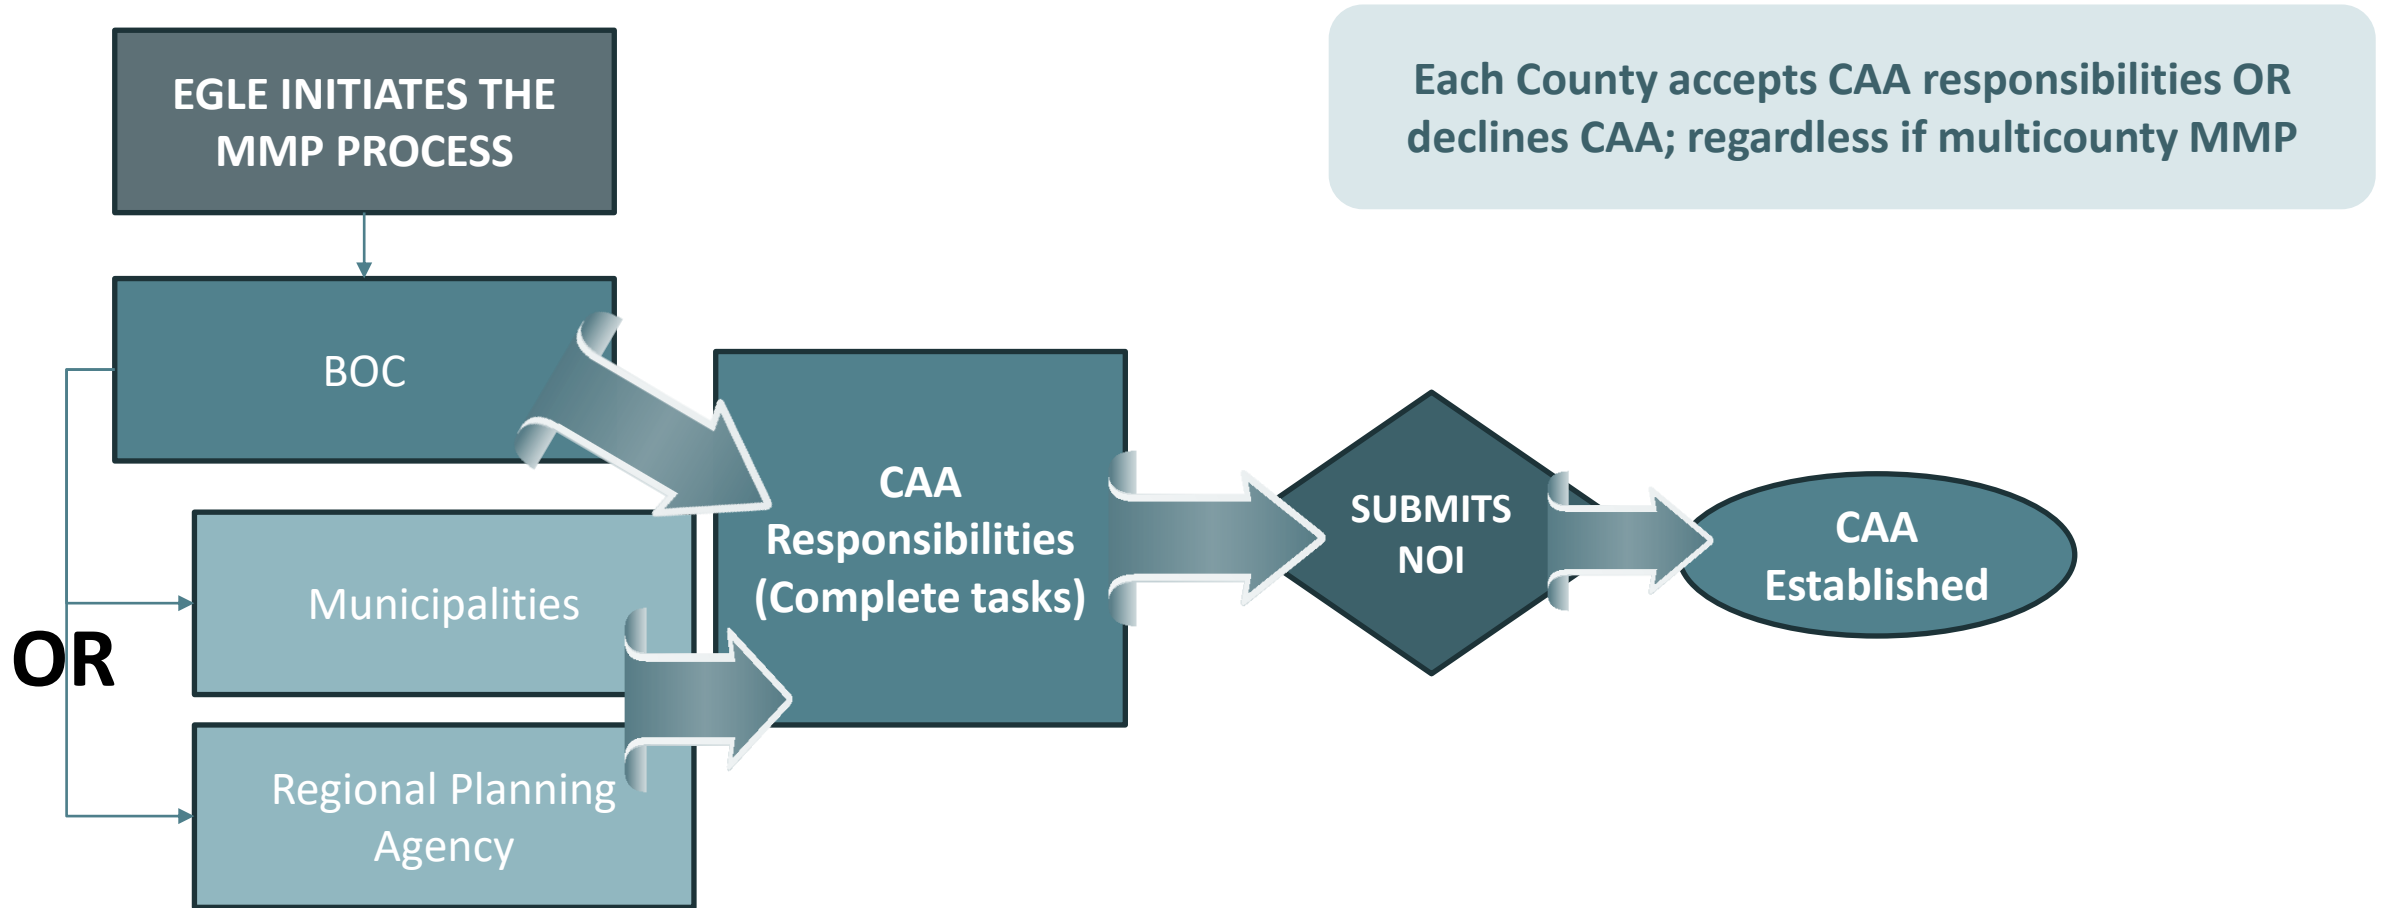 EGLE INITIATES THE
MMP PROCESS
Each County accepts CAA responsibilities OR
declines CAA; regardless if multicounty MMP
BOC
Municipalities
OR
Regional Planning
Agency
CAA
Responsibilities
(Complete tasks)
SUBMITS
NOI
CAA
Established